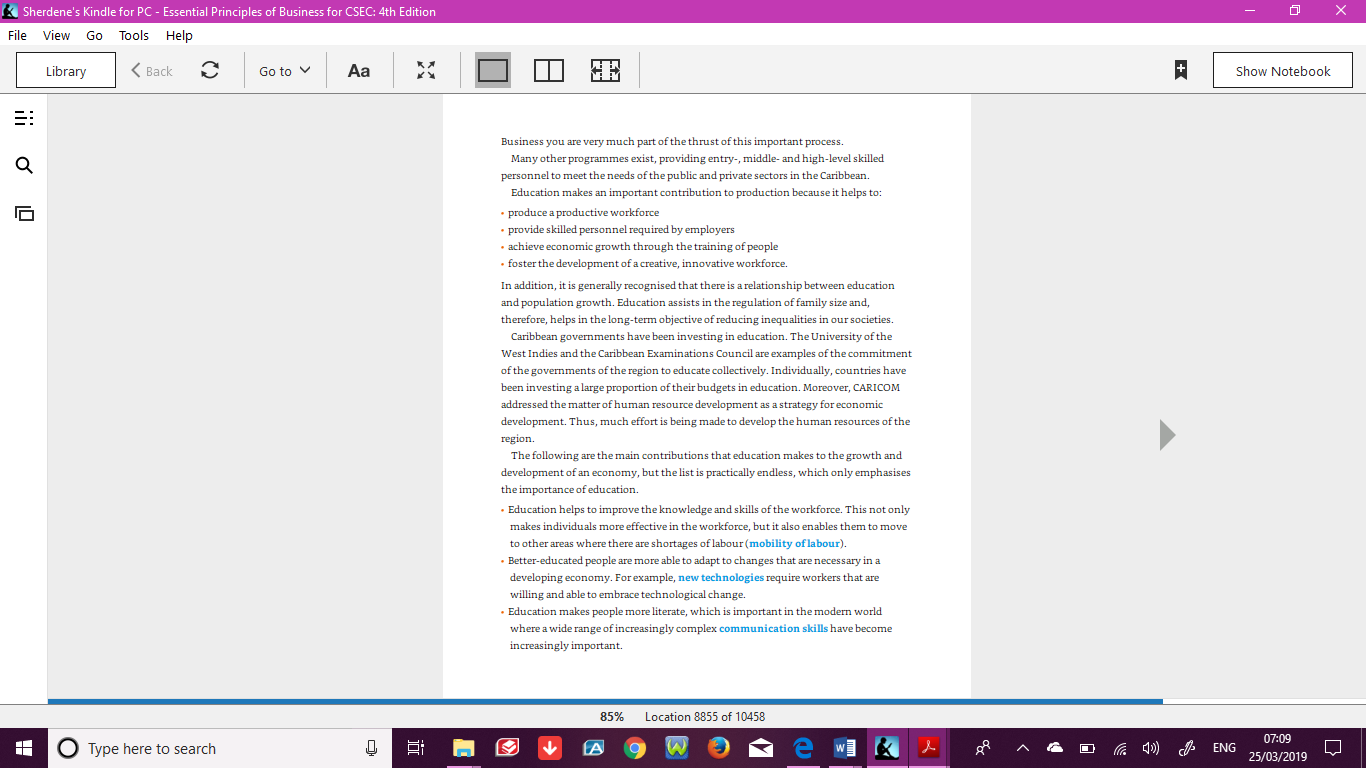 Sherdene's Kindle for PC - Essential Principles of Business for CSEC: 4th Edition
File View Go Tools Help
Library Back Go to Aa Show Notebook
Business you are very much part of the thrust of this important process.
Many other programmes exist, providing entry-, middle- and high-level skilled
personnel to meet the needs of the public and private sectors in the Caribbean.
Education makes an important contribution to production because it helps to:
• produce a productive workforce
• provide skilled personnel required by employers
• achieve economic growth through the training of people
• foster the development of a creative, innovative workforce.
In addition, it is generally recognised that there is a relationship between education
and population growth. Education assists in the regulation of family size and,
therefore, helps in the long-term objective of reducing inequalities in our societies.
Caribbean governments have been investing in education. The University of the
West Indies and the Caribbean Examinations Council are examples of the commitment
of the governments of the region to educate collectively. Individually, countries have
been investing a large proportion of their budgets in education. Moreover, CARICOM
addressed the matter of human resource development as a strategy for economic
development. Thus, much effort is being made to develop the human resources of the
region.
The following are the main contributions that education makes to the growth and
development of an economy, but the list is practically endless, which only emphasises
the importance of education.
• Education helps to improve the knowledge and skills of the workforce. This not only
makes individuals more effective in the workforce, but it also enables them to move
to other areas where there are shortages of labour (mobility of labour).
• Better-educated people are more able to adapt to changes that are necessary in a
developing economy. For example, new technologies require workers that are
willing and able to embrace technological change.
• Education makes people more literate, which is important in the modern world
where a wide range of increasingly complex communication skills have become
increasingly important.
85% Location 8855 of 10458
Type here to search
ENG
07:09
25/03/2019